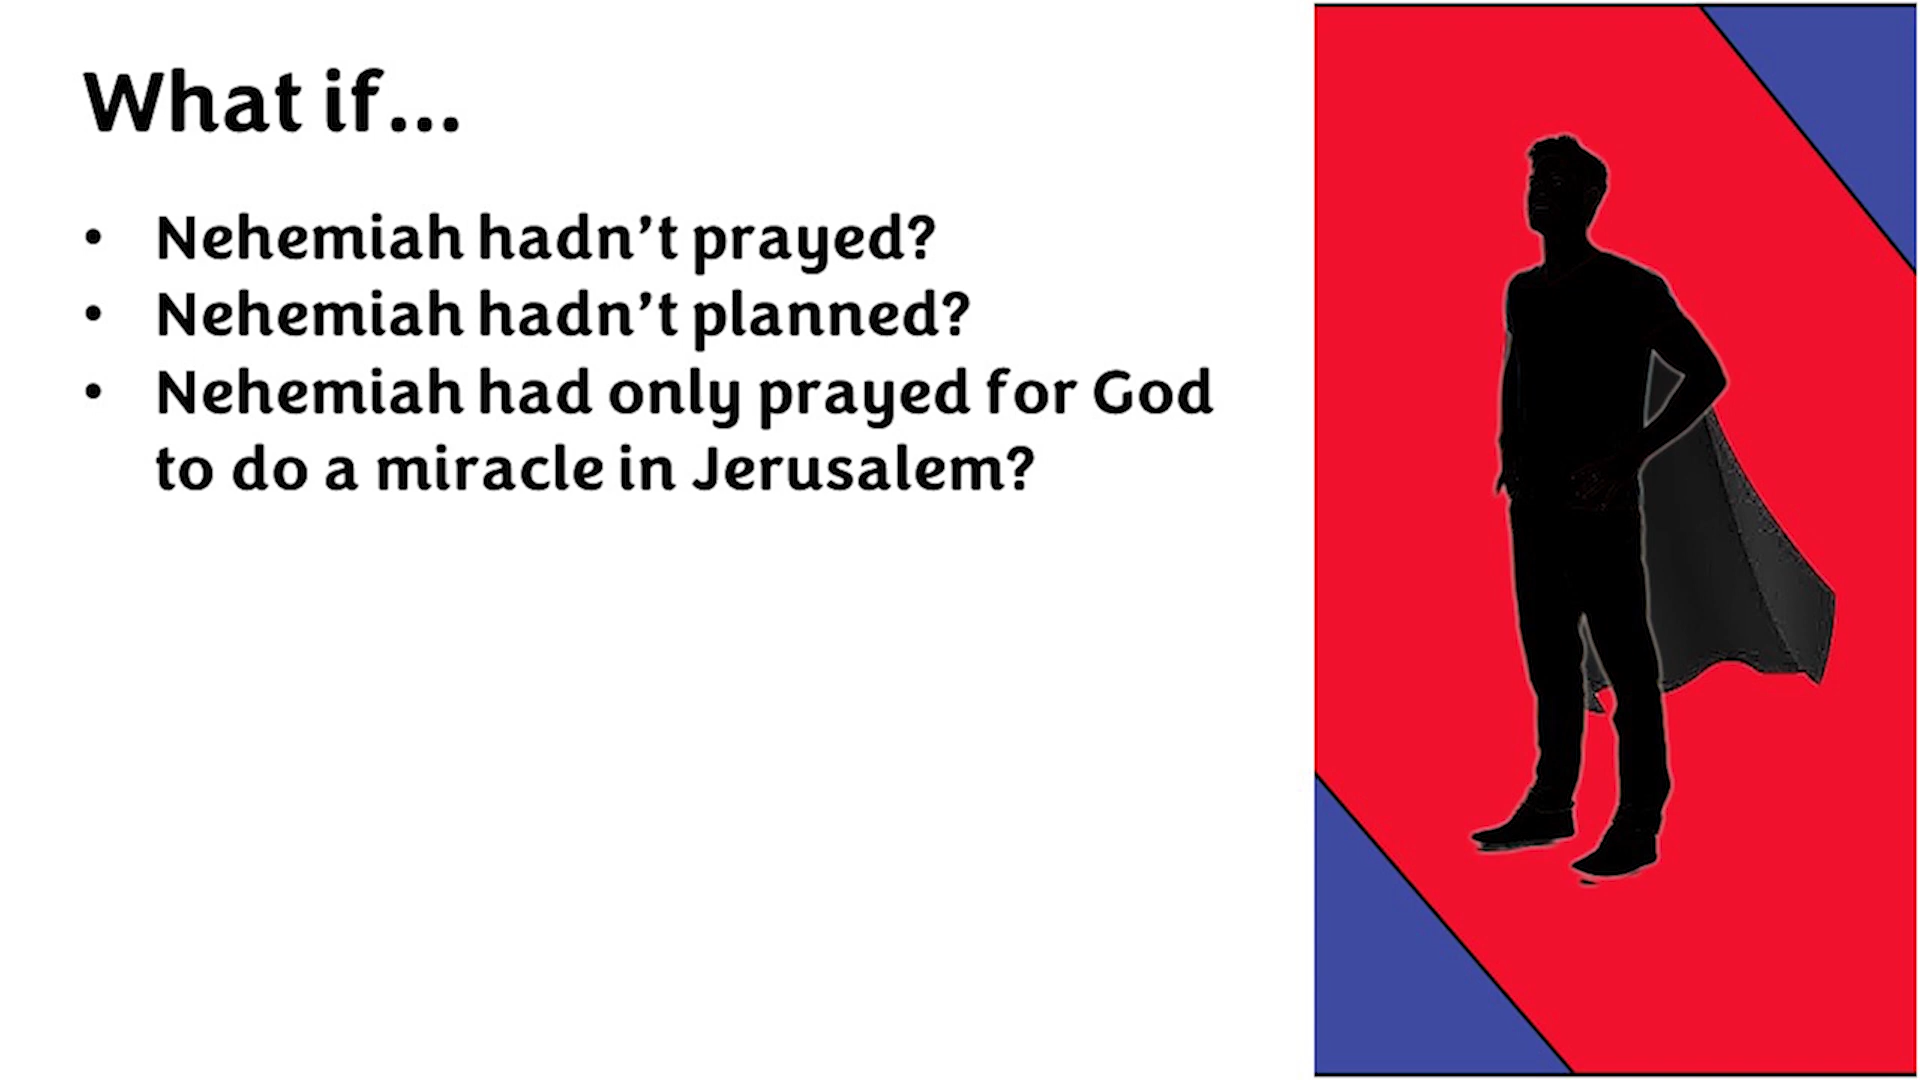 What if...
• Nehemiah hadn’t prayed?
• Nehemiah hadn’t planned?
• Nehemiah had only prayed for God
to do a miracle in Jerusalem?